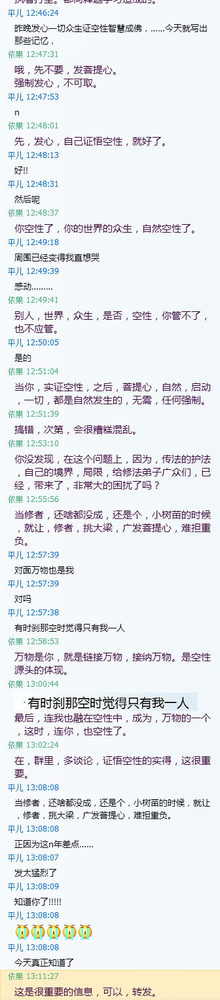 平儿 12:46:24
昨晚发心一切众生证空性智慧成佛，......今天就写出
那些记忆，
依果 12:47:31
哦，先不要，发菩提心。
强制发心，不可取。
平儿 12:47:53
n
依果 12:48:01
先，发心，自己证悟空性，就好了。
平儿 12:48:13
好!!
平儿 12:48:31
然后呢
依果 12:48:37
你空性了，你的世界的众生，自然空性了。
平儿 12:49:18
周围已经变得我直想哭
平儿 12:49:39
感动.........
依果 12:49:41
别人，世界，众生，是否，空性，你管不了，
也不应管。
平儿 12:50:05
是的
依果 12:51:04
当你，实证空性，之后，菩提心，自然，启动
，一切，都是自然发生的，无需，任何强制。
依果 12:51:39
搞错，次第，会很糟糕混乱。
依果 12:53:10
你没发现，在这个问题上，因为，传法的护法
，自己的境界，局限，给修法弟子广众们，已
经，带来了，非常大的困扰了吗？
依果 12:55:56
当修者，还啥都没成，还是个，小树苗的时候
，就让，修者，挑大梁，广发菩提心，难担重
负。
平儿 12:57:39
对面万物也是我
平儿 12:57:39
对吗
平儿 12:57:38
有时刹那空时觉得只有我一人
依果 12:58:53
万物是你，就是链接万物，接纳万物。是空性
源头的体现。
依果 13:00:44
·有时刹那空时觉得只有我一人
最后，连我也融在空性中，成为，万物的一个
，这时，连你，也空性了。
依果 13:02:24
在，群里，多谈论，证悟空性的实得，这很重
要。
平儿 13:08:08
当修者，还啥都没成，还是个，小树苗的时候，就让
，修者，挑大梁，广发菩提心，难担重负。
平儿 13:08:08
正因为这n年差点......
平儿 13:08:07
发太猛烈了
平儿 13:08:09
知道你了!!!!!
平儿 13:08:08
平儿 13:08:08
今天真正知道了
依果 13:11:27
这是很重要的信息，可以，转发。